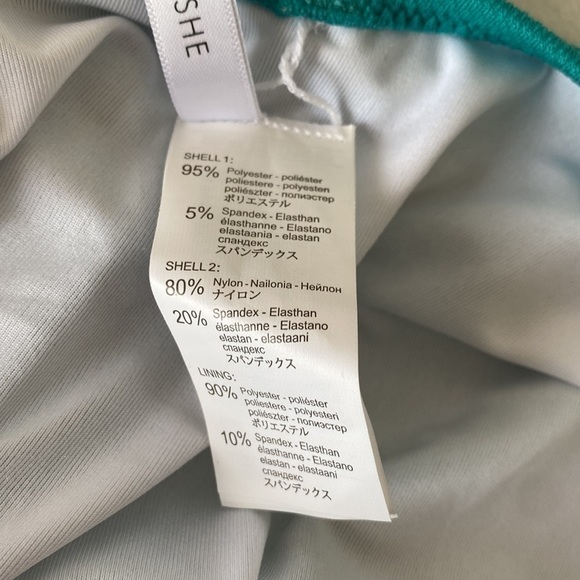 SHE
SHELL 1:
95% Polyester - poliéster
poliestere - polyesten
poliészter - полиэстер
ポリエステル
5% Spandex - Elasthan
élasthanne - Elastano
elastaania - elastan
спандекс
スパンデックス
SHELL 2:
80% Nylon - Nailonia - Нейлон
ナイロン
20% Spandex - Elasthan
élasthanne - Elastano
elastan - elastaani
спандекс
スパンデックス
LINING:
90% Polyester - poliéster
poliestere - polyesteri
poliészter - полиэстер
ポリエステル
10% Spandex - Elasthan
élasthanne - Elastano
elastan - elastaani
спандекс
スパンデックス